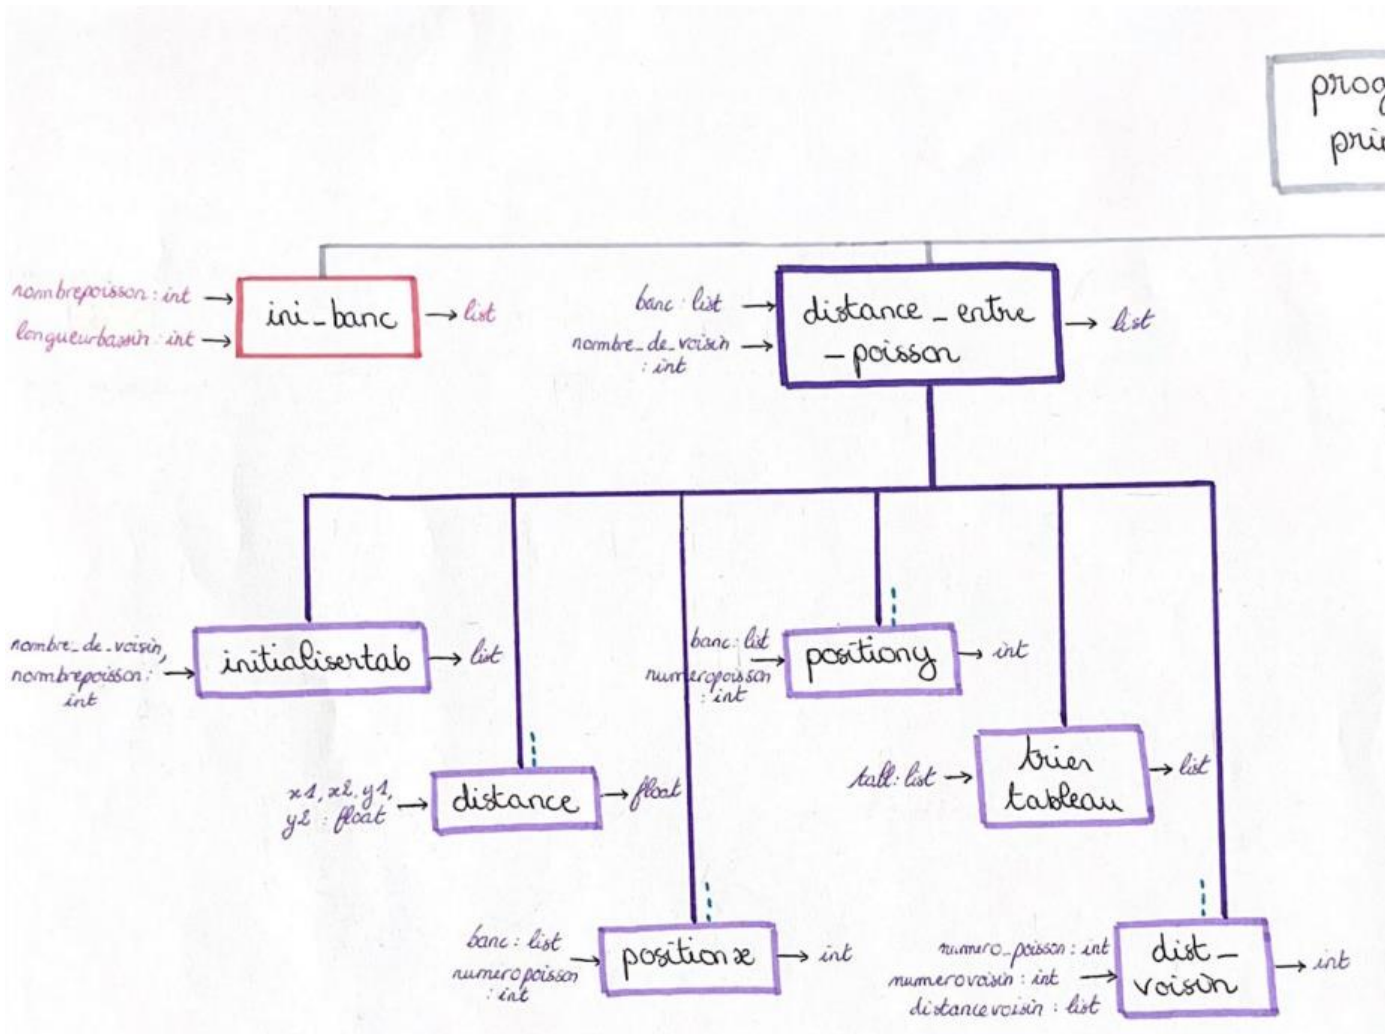 prog
prin
nombrepoisson : int →
longueurbassin : int →
ini_banc
→ list
banc : list →
nombre_de_voisin →
: int
distance_entre
_poisson
→ list
nombre_de_voisin,
nombrepoisson : →
int
initialisertab
→ list
banc : list
numeropoisson →
: int
positiony
→ int
x1, x2, y1, →
y2 : float
distance
→ float
tabl: list →
trier
tableau
→ list
banc : list
numeropoisson →
: int
positionx
→ int
numero_poisson : int
numerovoisin : int →
distancevoisin : list
dist_
voisin
→ int